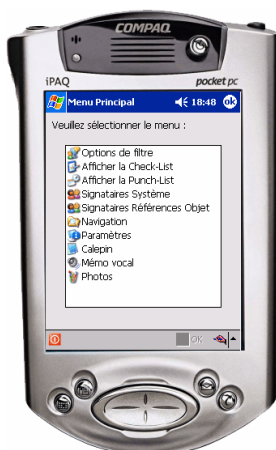 COMPAQ
iPAQ pocket pc
Menu Principal 18:48 ok
Veuillez sélectionner le menu :
Options de filtre
Afficher la Check-List
Afficher la Punch-List
Signataires Système
Signataires Références Objet
Navigation
Paramètres
Calepin
Mémo vocal
Photos
OK